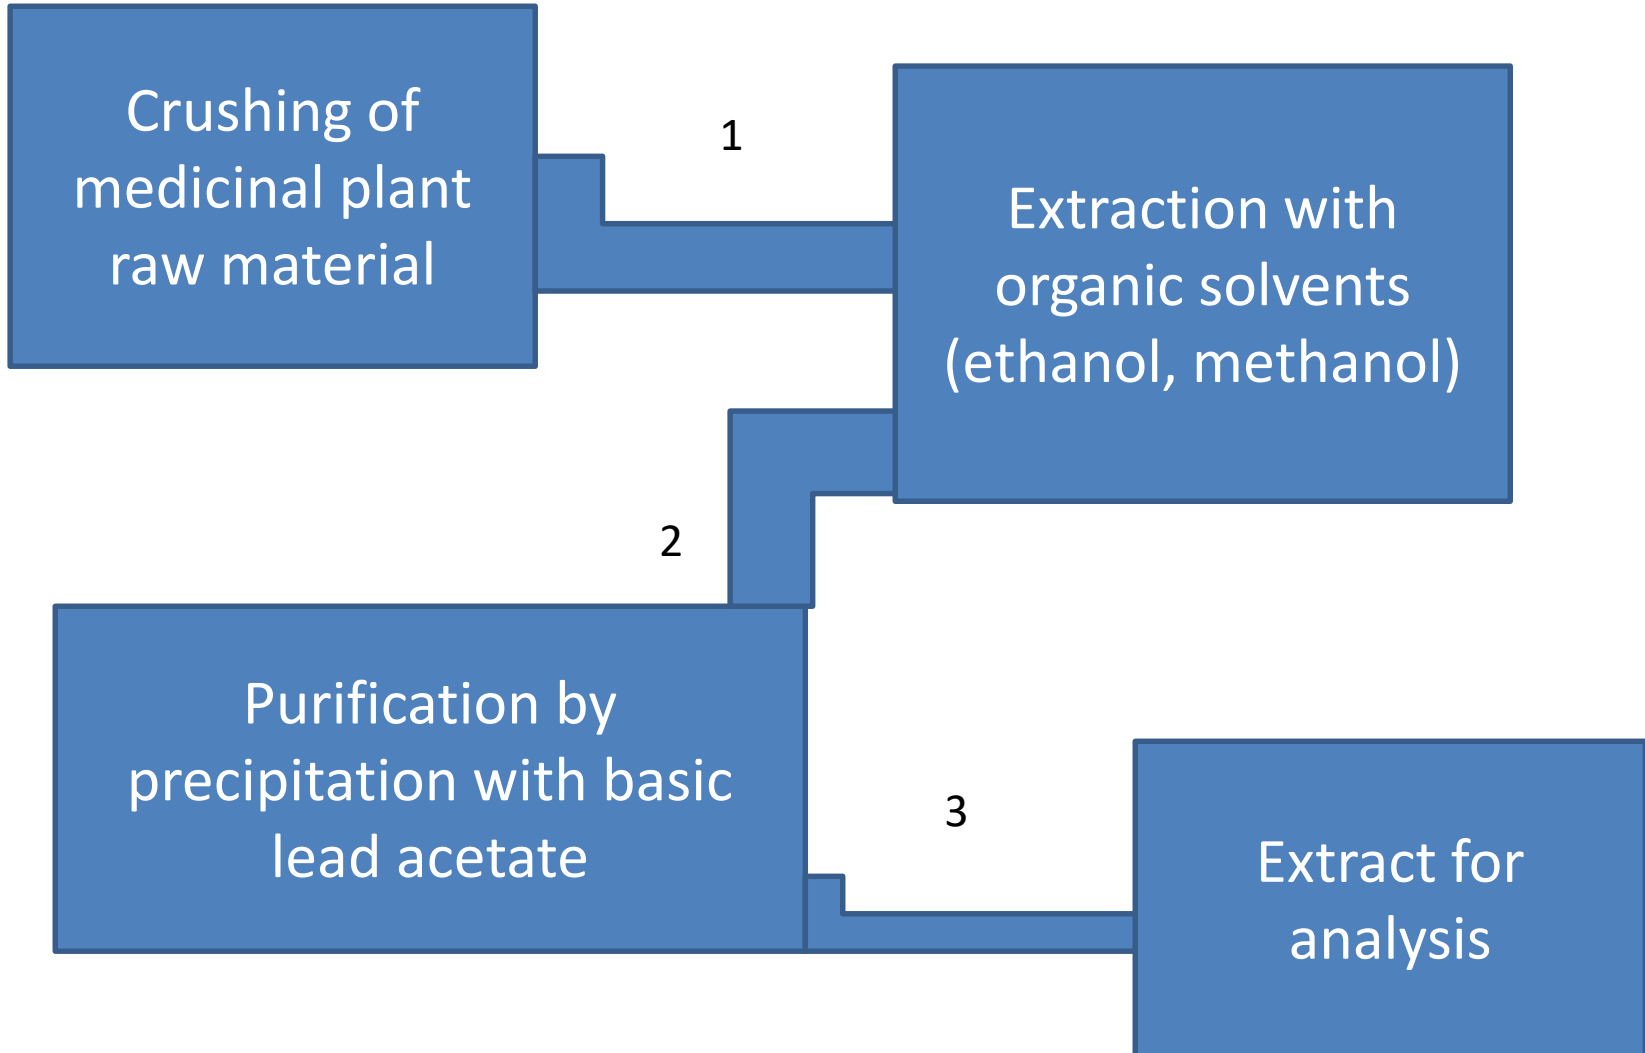 Crushing of
medicinal plant
raw material
1
Extraction with
organic solvents
(ethanol, methanol)
2
Purification by
precipitation with basic
lead acetate
3
Extract for
analysis